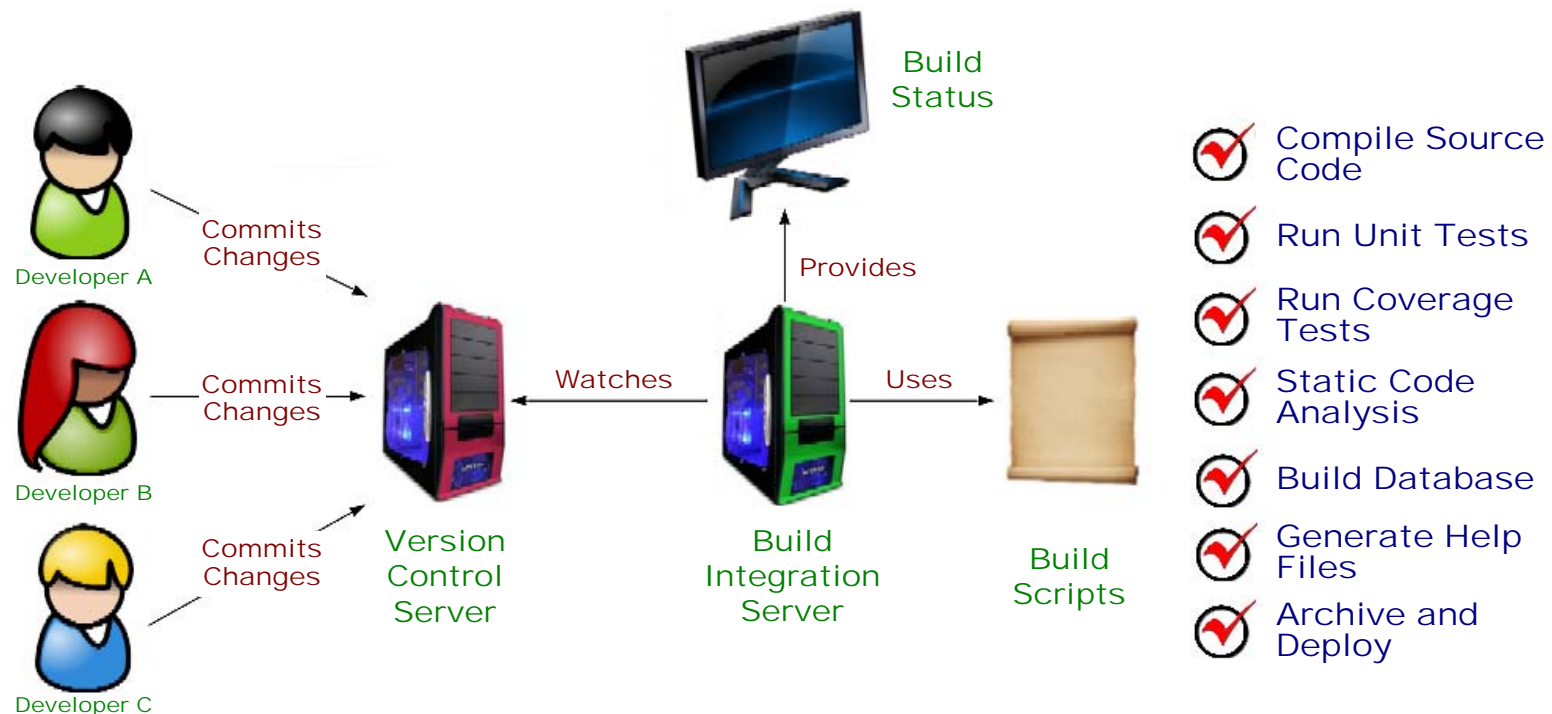 Build
Status
Compile Source
Code
Commits
Changes
Run Unit Tests
Developer A
Provides
Run Coverage
Tests
Commits
Changes
Watches
Uses
Static Code
Analysis
Developer B
Build Database
Commits
Changes
Version
Control
Server
Build
Integration
Server
Build
Scripts
Generate Help
Files
Archive and
Deploy
Developer C